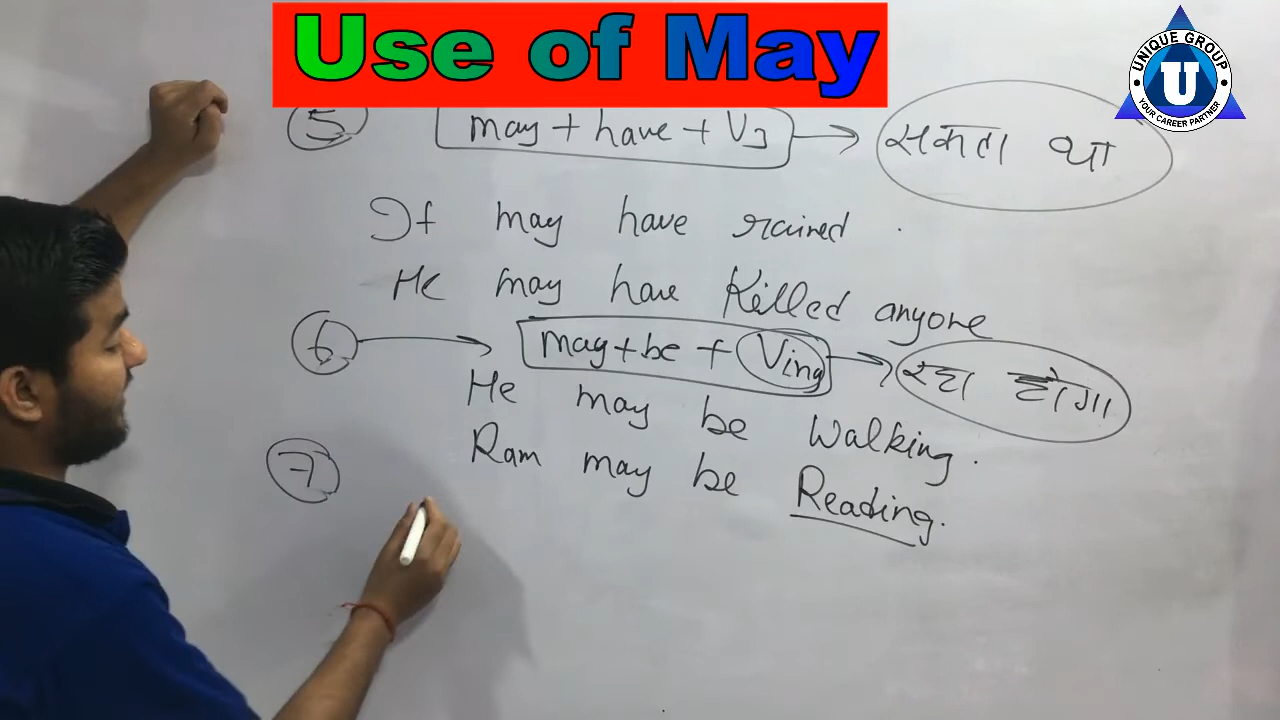 Use of May
UNIQUE GROUP
U
YOUR CAREER PARTNER
5 may + have + V3 → सकता था
It may have rained.
He may have Killed anyone
6 → may + be + Ving → रहा होगा
He may be Walking.
Ram may be Reading.
7